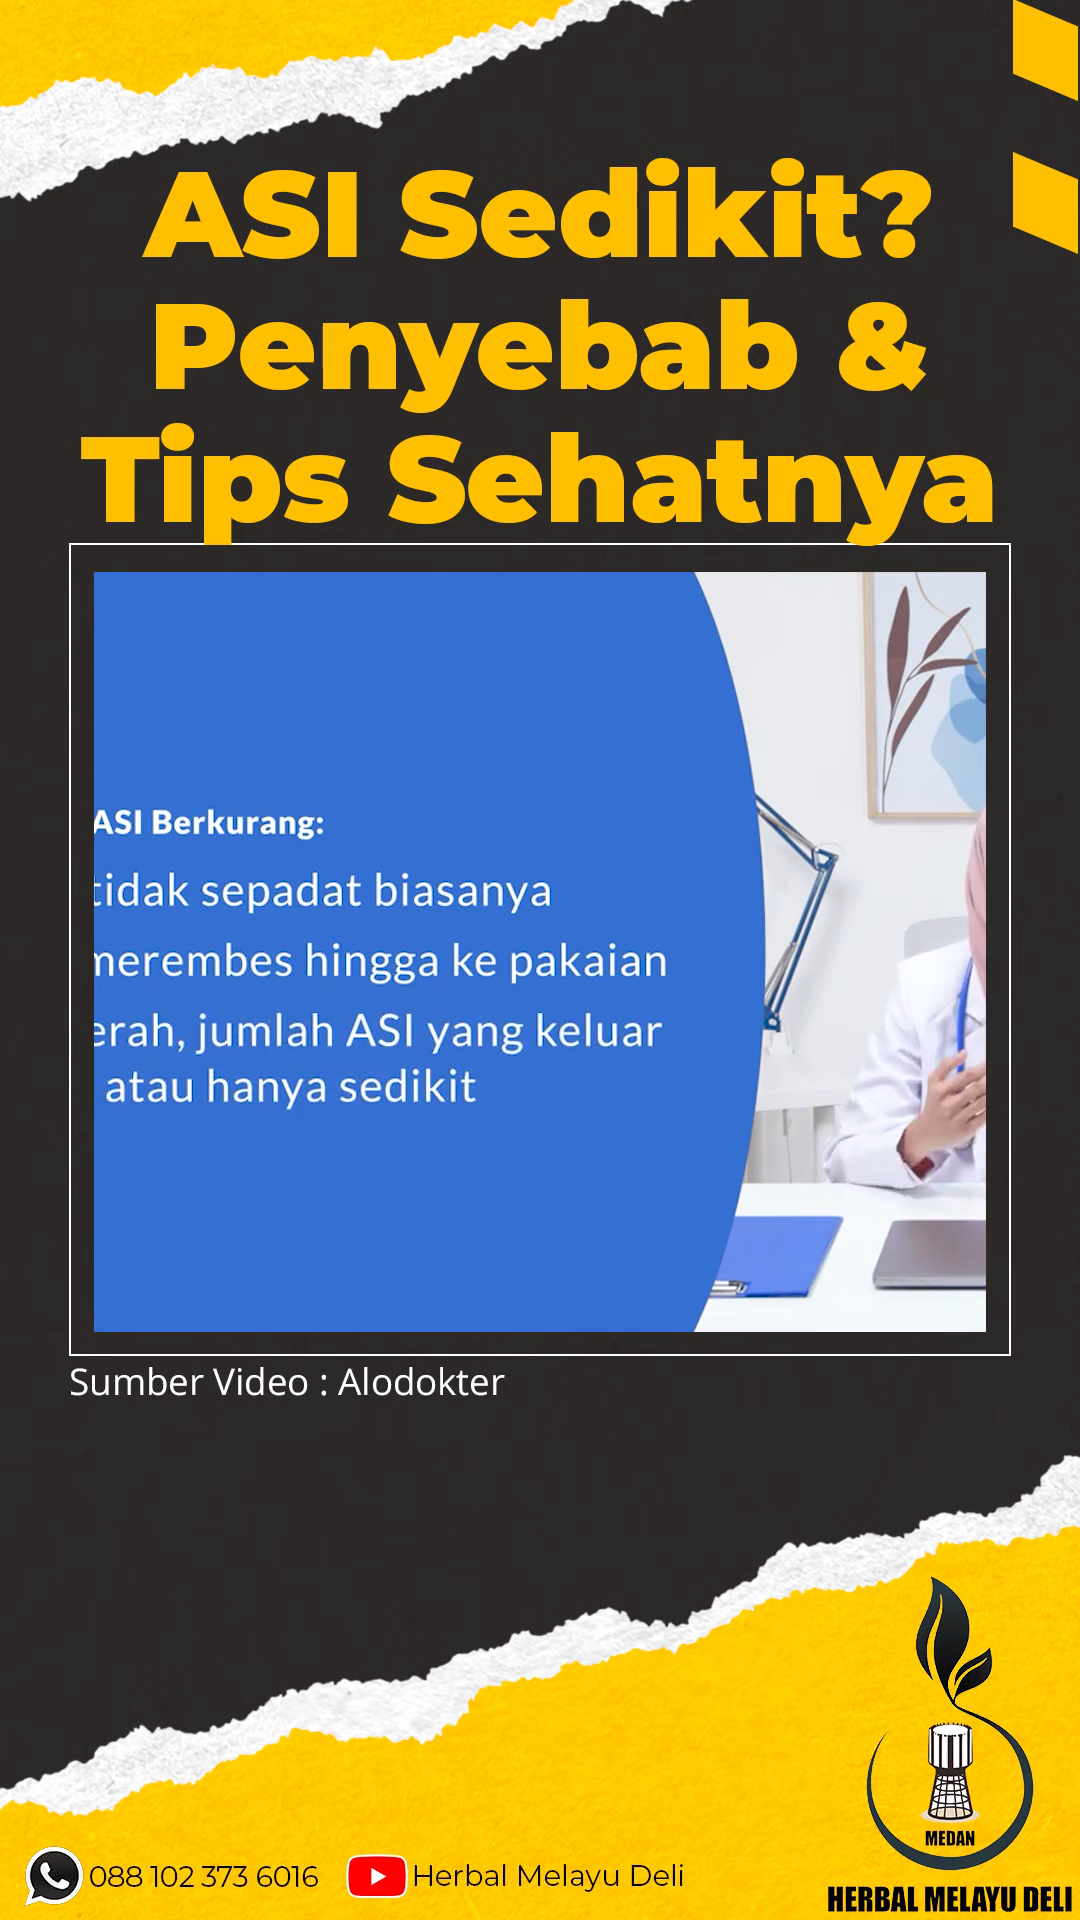 ASI Sedikit?
Penyebab &
Tips Sehatnya
ASI Berkurang:
tidak sepadat biasanya
merembes hingga ke pakaian
erah, jumlah ASI yang keluar
atau hanya sedikit
Sumber Video : Alodokter
MEDAN
088 102 373 6016
Herbal Melayu Deli
HERBAL MELAYU DELI